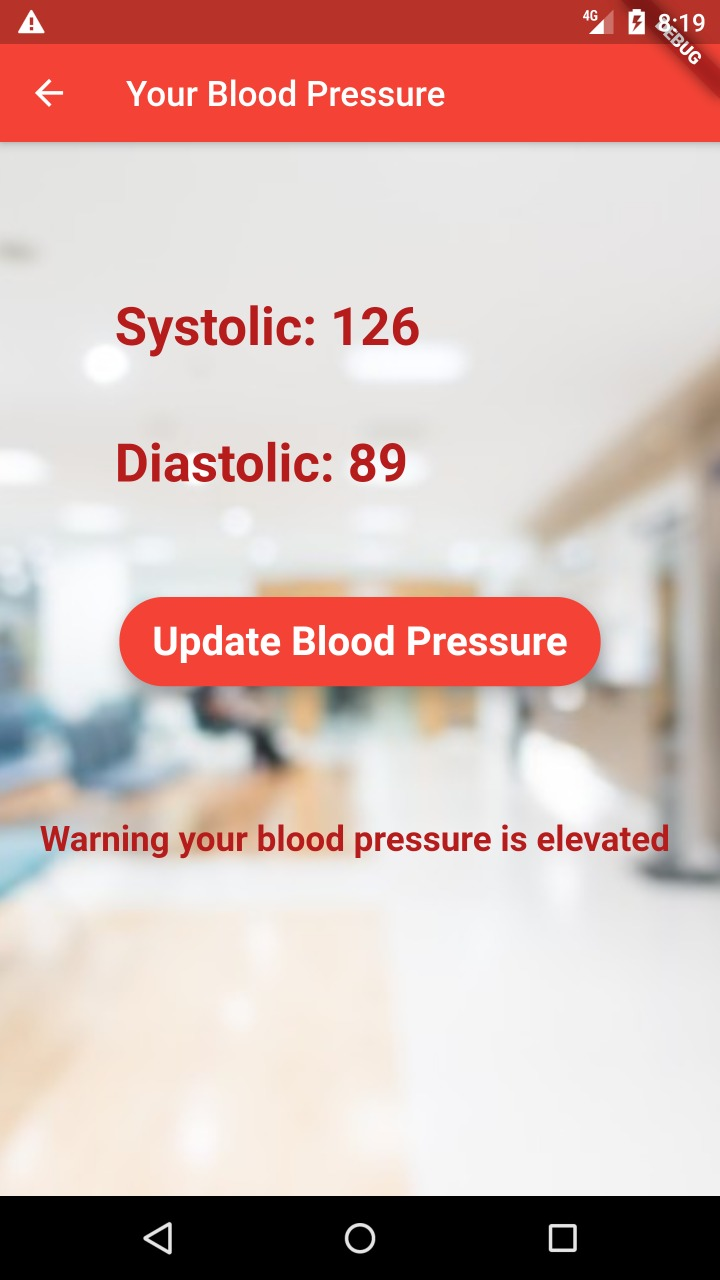 4G 8:19
DEBUG
Your Blood Pressure
Systolic: 126
Diastolic: 89
Update Blood Pressure
Warning your blood pressure is elevated